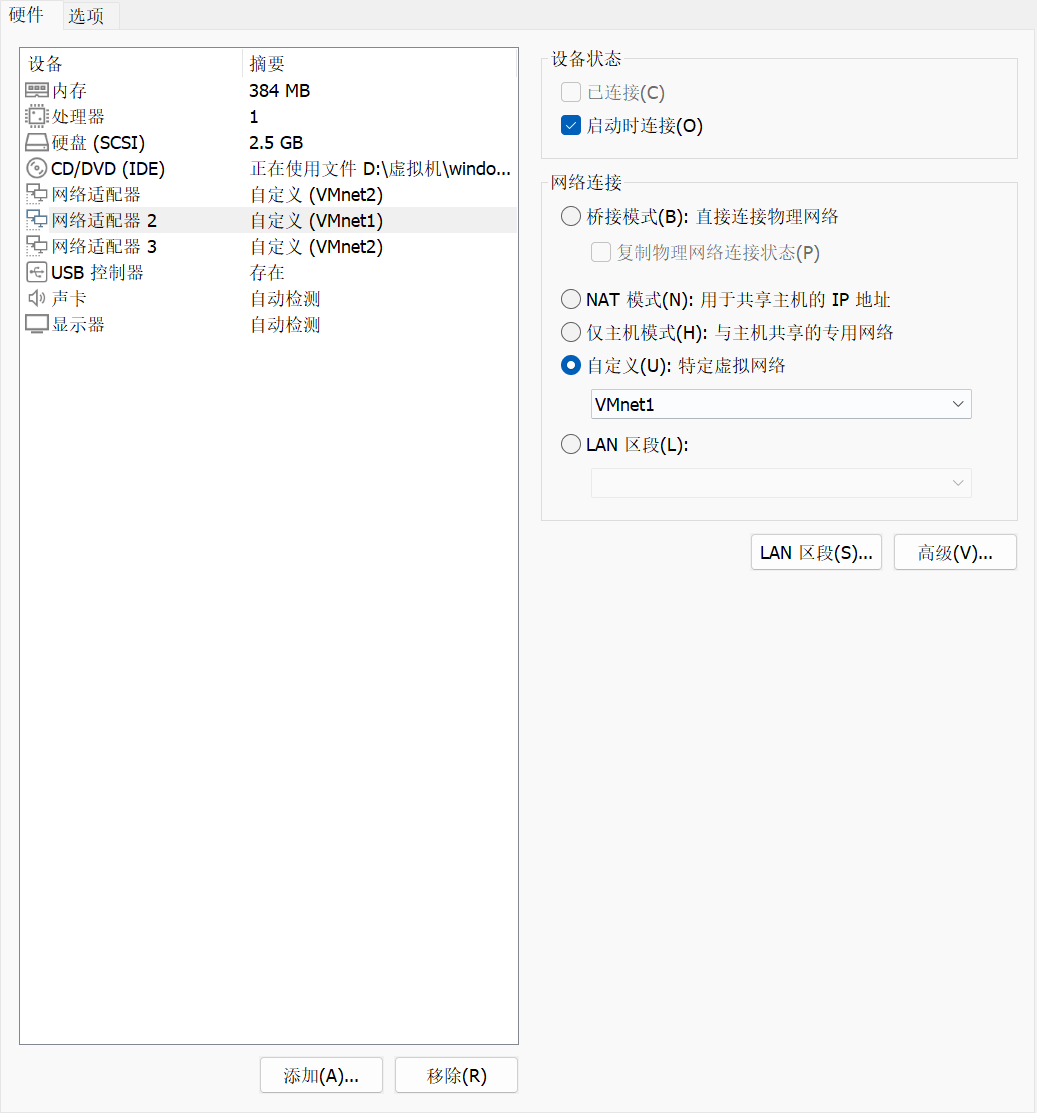 硬件 选项
设备 摘要
内存 384 MB
处理器 1
硬盘 (SCSI) 2.5 GB
CD/DVD (IDE) 正在使用文件 D:\虚拟机\windo...
网络适配器 自定义 (VMnet2)
网络适配器 2 自定义 (VMnet1)
网络适配器 3 自定义 (VMnet2)
USB 控制器 存在
声卡 自动检测
显示器 自动检测
添加(A)... 移除(R)
设备状态
已连接(C)
启动时连接(O)
网络连接
桥接模式(B): 直接连接物理网络
复制物理网络连接状态(P)
NAT 模式(N): 用于共享主机的 IP 地址
仅主机模式(H): 与主机共享的专用网络
自定义(U): 特定虚拟网络
VMnet1
LAN 区段(L):
LAN 区段(S)... 高级(V)...